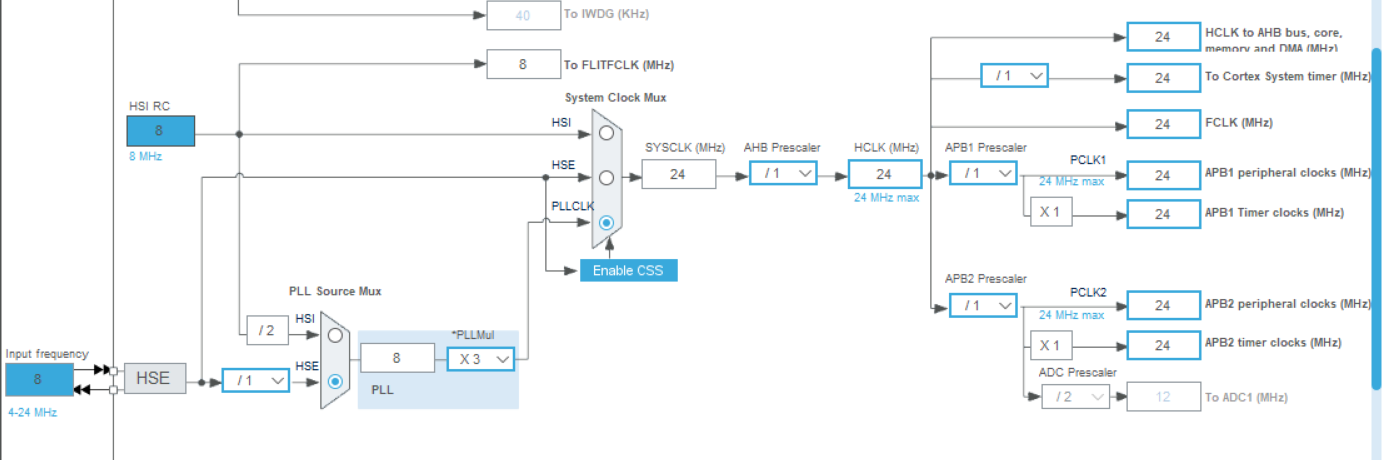 40
To IWDG (KHz)
8
To FLITFCLK (MHz)
HSI RC
8
8 MHz
System Clock Mux
HSI
HSE
PLLCLK
Enable CSS
SYSCLK (MHz)
24
AHB Prescaler
/ 1
HCLK (MHz)
24
24 MHz max
24
HCLK to AHB bus, core,
memory and DMA (MHz)
/ 1
24
To Cortex System timer (MHz)
24
FCLK (MHz)
APB1 Prescaler
/ 1
PCLK1
24 MHz max
24
APB1 peripheral clocks (MHz)
X 1
24
APB1 Timer clocks (MHz)
APB2 Prescaler
/ 1
PCLK2
24 MHz max
24
APB2 peripheral clocks (MHz)
X 1
24
APB2 timer clocks (MHz)
ADC Prescaler
/ 2
12
To ADC1 (MHz)
PLL Source Mux
/ 2
HSI
HSE
/ 1
8
*PLLMul
X 3
PLL
Input frequency
8
4-24 MHz
HSE